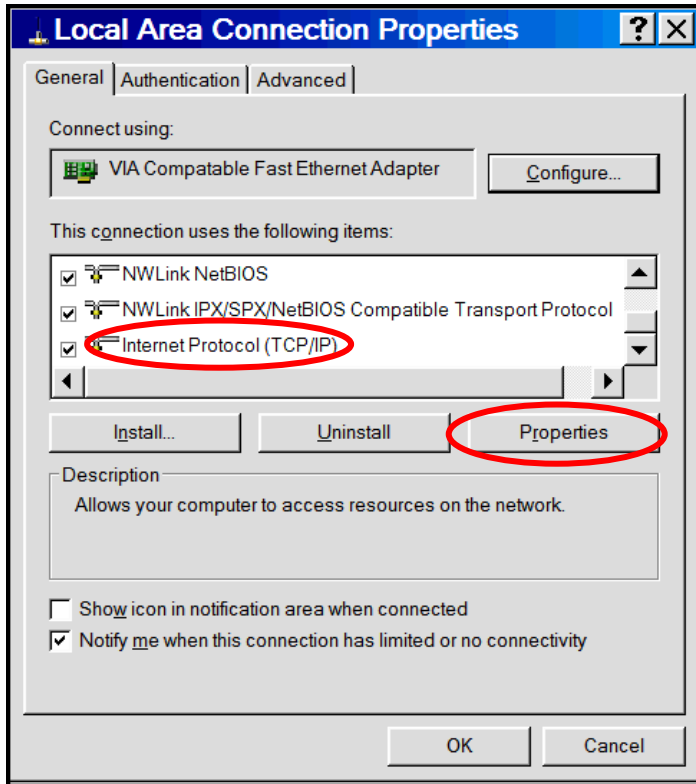 Local Area Connection Properties
?
General Authentication Advanced
Connect using:
VIA Compatable Fast Ethernet Adapter
Configure...
This connection uses the following items:
NWLink NetBIOS
NWLink IPX/SPX/NetBIOS Compatible Transport Protocol
Internet Protocol (TCP/IP)
Install... Uninstall Properties
Description
Allows your computer to access resources on the network.
Show icon in notification area when connected
Notify me when this connection has limited or no connectivity
OK Cancel